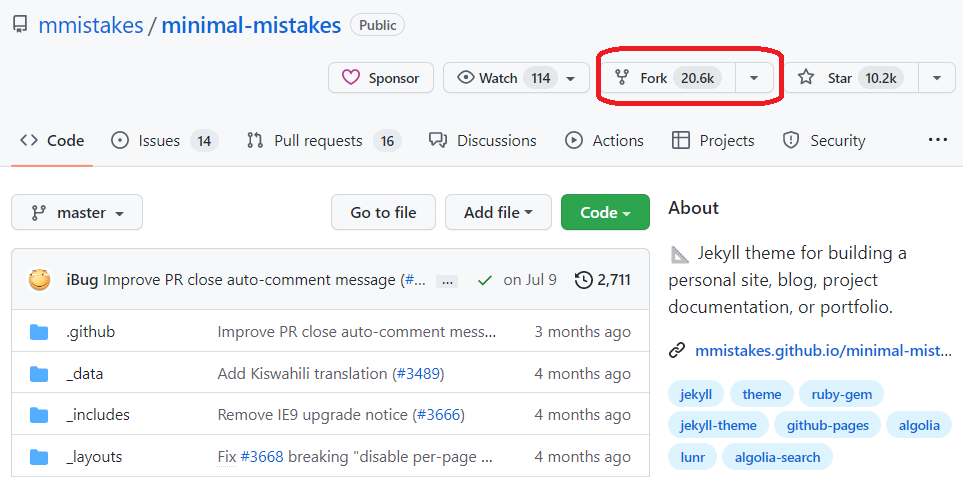 mmistakes / minimal-mistakes Public
Sponsor Watch 114 Fork 20.6k Star 10.2k
Code Issues 14 Pull requests 16 Discussions Actions Projects Security ...
master Go to file Add file Code
iBug Improve PR close auto-comment message (#... ... on Jul 9 2,711
.github Improve PR close auto-comment mess... 3 months ago
_data Add Kiswahili translation (#3489) 4 months ago
_includes Remove IE9 upgrade notice (#3666) 4 months ago
_layouts Fix #3668 breaking "disable per-page ... 4 months ago
About
Jekyll theme for building a
personal site, blog, project
documentation, or portfolio.
mmistakes.github.io/minimal-mist...
jekyll theme ruby-gem
jekyll-theme github-pages algolia
lunr algolia-search